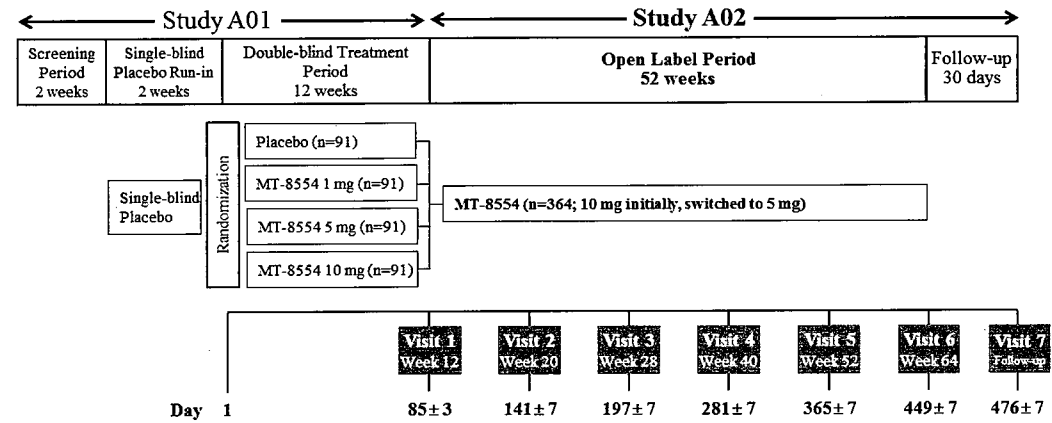 Study A01
Study A02
Screening
Period
2 weeks
Single-blind
Placebo Run-in
2 weeks
Double-blind Treatment
Period
12 weeks
Open Label Period
52 weeks
Follow-up
30 days
Single-blind
Placebo
Randomization
Placebo (n=91)
MT-8554 1 mg (n=91)
MT-8554 5 mg (n=91)
MT-8554 10 mg (n=91)
MT-8554 (n=364; 10 mg initially, switched to 5 mg)
Visit 1
Week 12
Visit 2
Week 20
Visit 3
Week 28
Visit 4
Week 40
Visit 5
Week 52
Visit 6
Week 64
Visit 7
Follow-up
Day 1 85± 3 141± 7 197± 7 281± 7 365± 7 449± 7 476± 7